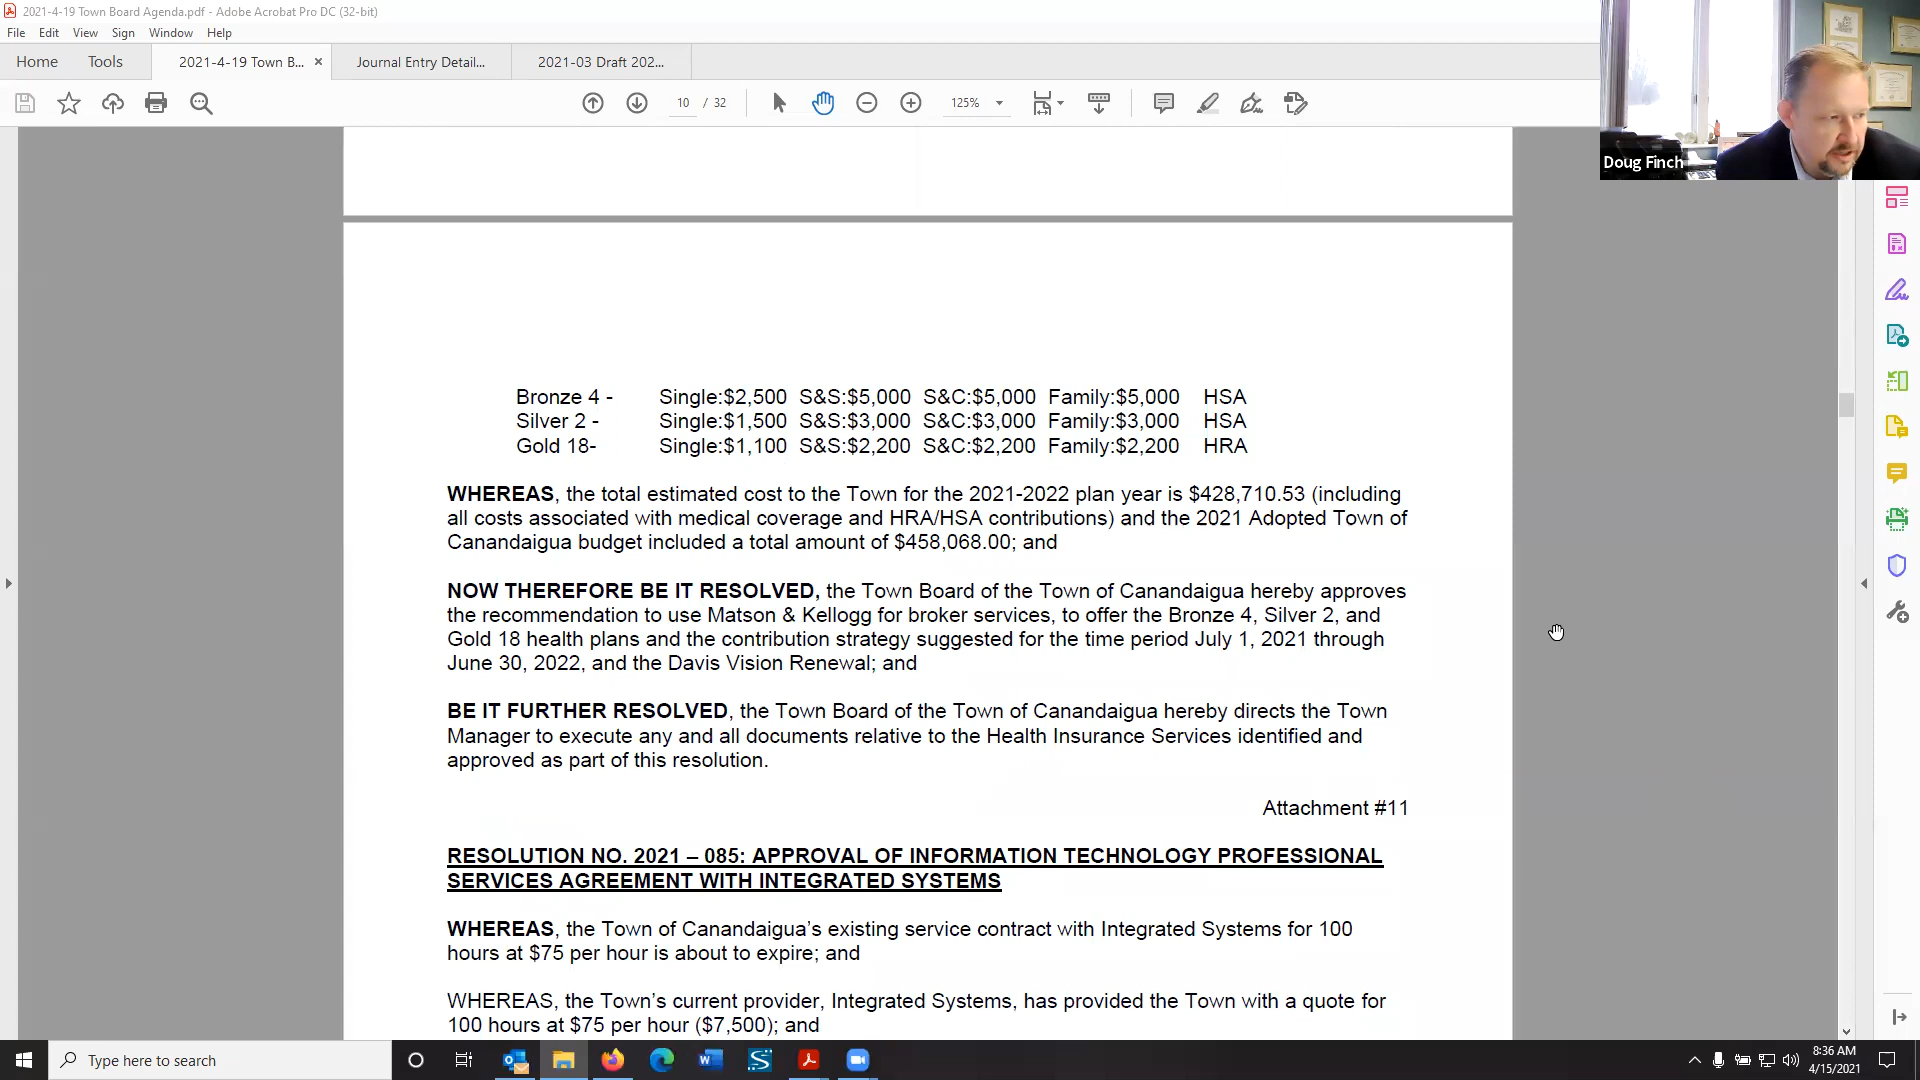 2021-4-19 Town Board Agenda.pdf - Adobe Acrobat Pro DC (32-bit)
File Edit View Sign Window Help
Home Tools 2021-4-19 Town B... × Journal Entry Detail... 2021-03 Draft 202...
10 / 32 125%
Doug Finch
Bronze 4 - Single:$2,500 S&S:$5,000 S&C:$5,000 Family:$5,000 HSA
Silver 2 - Single:$1,500 S&S:$3,000 S&C:$3,000 Family:$3,000 HSA
Gold 18- Single:$1,100 S&S:$2,200 S&C:$2,200 Family:$2,200 HRA
WHEREAS, the total estimated cost to the Town for the 2021-2022 plan year is $428,710.53 (including
all costs associated with medical coverage and HRA/HSA contributions) and the 2021 Adopted Town of
Canandaigua budget included a total amount of $458,068.00; and
NOW THEREFORE BE IT RESOLVED, the Town Board of the Town of Canandaigua hereby approves
the recommendation to use Matson & Kellogg for broker services, to offer the Bronze 4, Silver 2, and
Gold 18 health plans and the contribution strategy suggested for the time period July 1, 2021 through
June 30, 2022, and the Davis Vision Renewal; and
BE IT FURTHER RESOLVED, the Town Board of the Town of Canandaigua hereby directs the Town
Manager to execute any and all documents relative to the Health Insurance Services identified and
approved as part of this resolution.
Attachment #11
RESOLUTION NO. 2021 – 085: APPROVAL OF INFORMATION TECHNOLOGY PROFESSIONAL
SERVICES AGREEMENT WITH INTEGRATED SYSTEMS
WHEREAS, the Town of Canandaigua's existing service contract with Integrated Systems for 100
hours at $75 per hour is about to expire; and
WHEREAS, the Town's current provider, Integrated Systems, has provided the Town with a quote for
100 hours at $75 per hour ($7,500); and
Type here to search
8:36 AM
4/15/2021